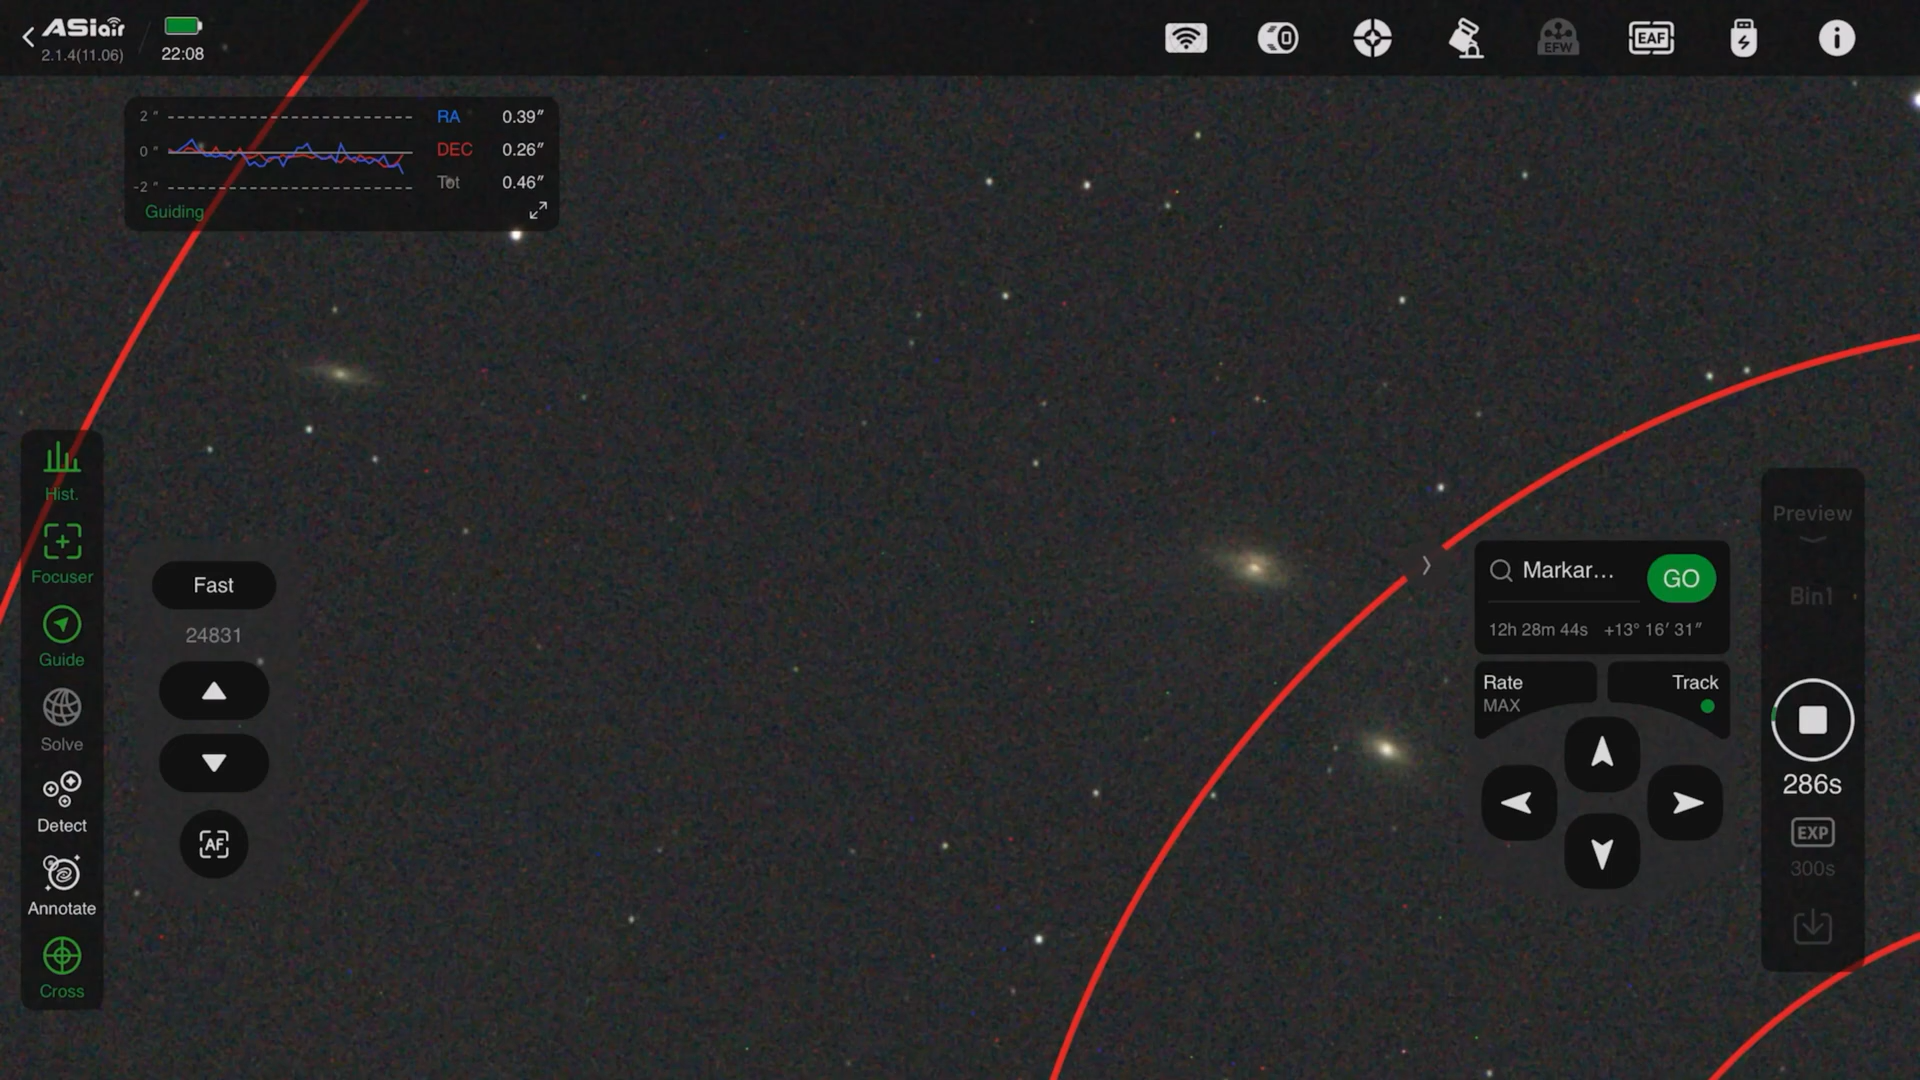 ASiair
2.1.4(11.06)
22:08
EFW
EAF
2 "
0 "
-2 "
RA 0.39"
DEC 0.26"
Tot 0.46"
Guiding
Hist.
Focuser
Guide
Solve
Detect
Annotate
Cross
Fast
24831
AF
Markar...
GO
12h 28m 44s +13° 16' 31"
Rate
MAX
Track
Preview
Bin1
286s
EXP
300s